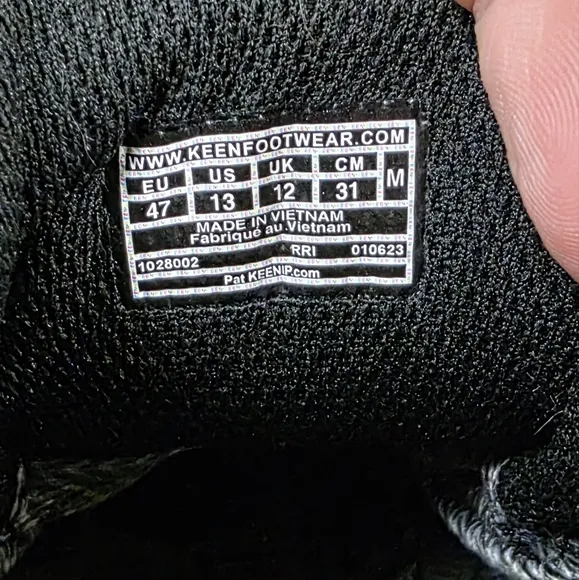 WWW.KEENFOOTWEAR.COM
EU US UK CM M
47 13 12 31
MADE IN VIETNAM
Fabriqué au Vietnam
1028002 RRI 010623
Pat KEENIP.com